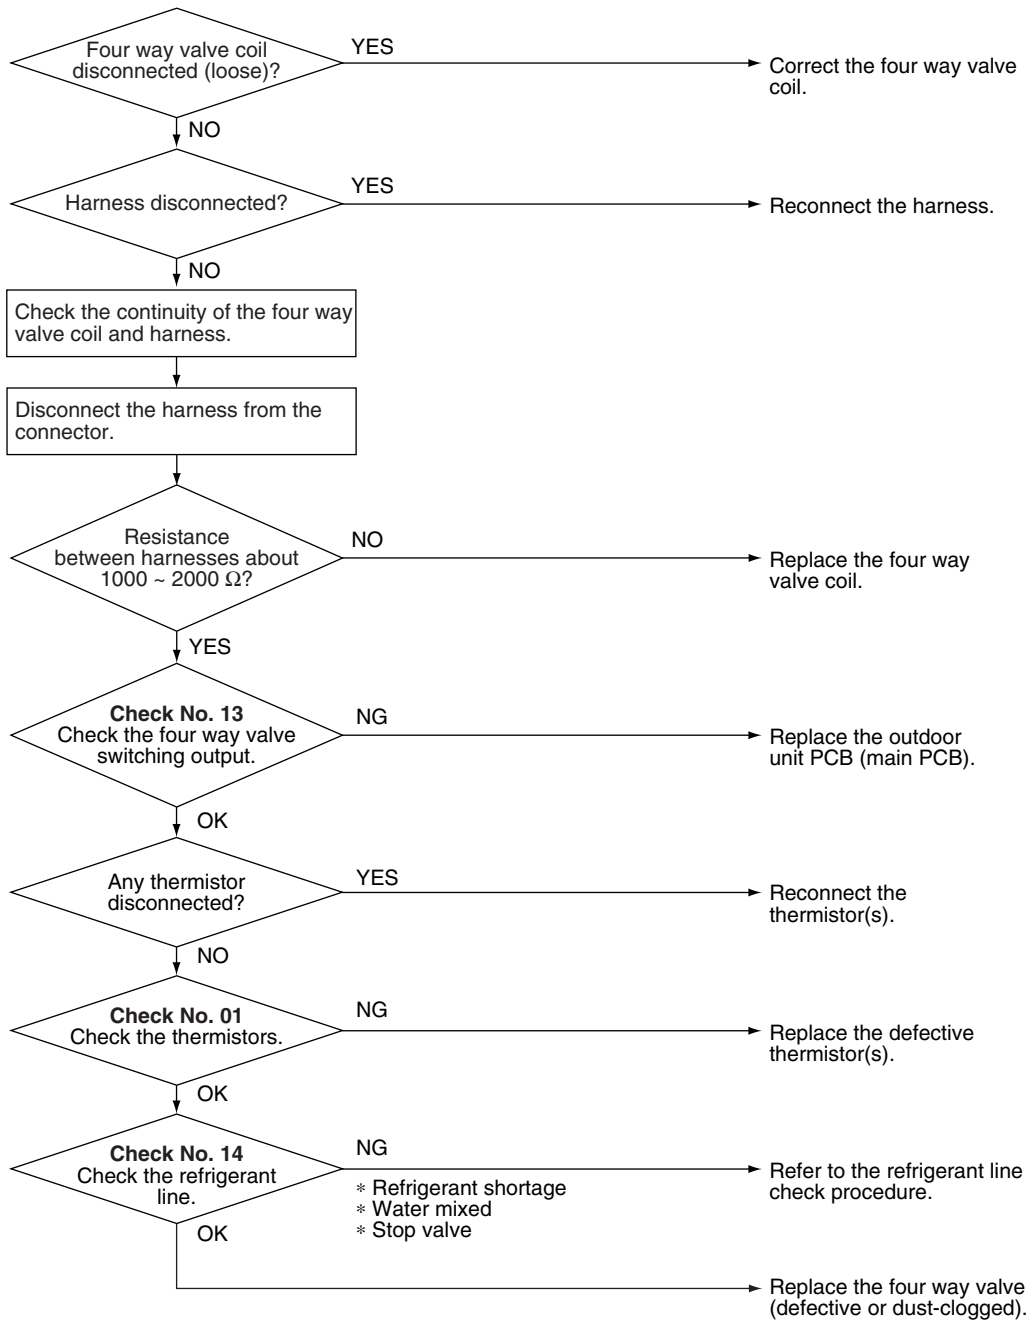 Four way valve coil
disconnected (loose)?
YES
Correct the four way valve
coil.
NO
Harness disconnected?
YES
Reconnect the harness.
NO
Check the continuity of the four way
valve coil and harness.
Disconnect the harness from the
connector.
Resistance
between harnesses about
1000 ~ 2000 Ω?
NO
Replace the four way
valve coil.
YES
Check No. 13
Check the four way valve
switching output.
NG
Replace the outdoor
unit PCB (main PCB).
OK
Any thermistor
disconnected?
YES
Reconnect the
thermistor(s).
NO
Check No. 01
Check the thermistors.
NG
Replace the defective
thermistor(s).
OK
Check No. 14
Check the refrigerant
line.
NG
∗ Refrigerant shortage
∗ Water mixed
∗ Stop valve
Refer to the refrigerant line
check procedure.
OK
Replace the four way valve
(defective or dust-clogged).